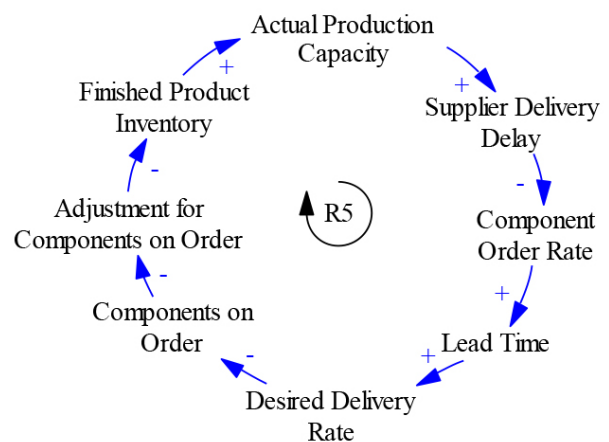 Actual Production
Capacity
+
Supplier Delivery
Delay
-
Component
Order Rate
+
Lead Time
+
Desired Delivery
Rate
-
Components on
Order
-
Adjustment for
Components on Order
-
Finished Product
Inventory
+
R5